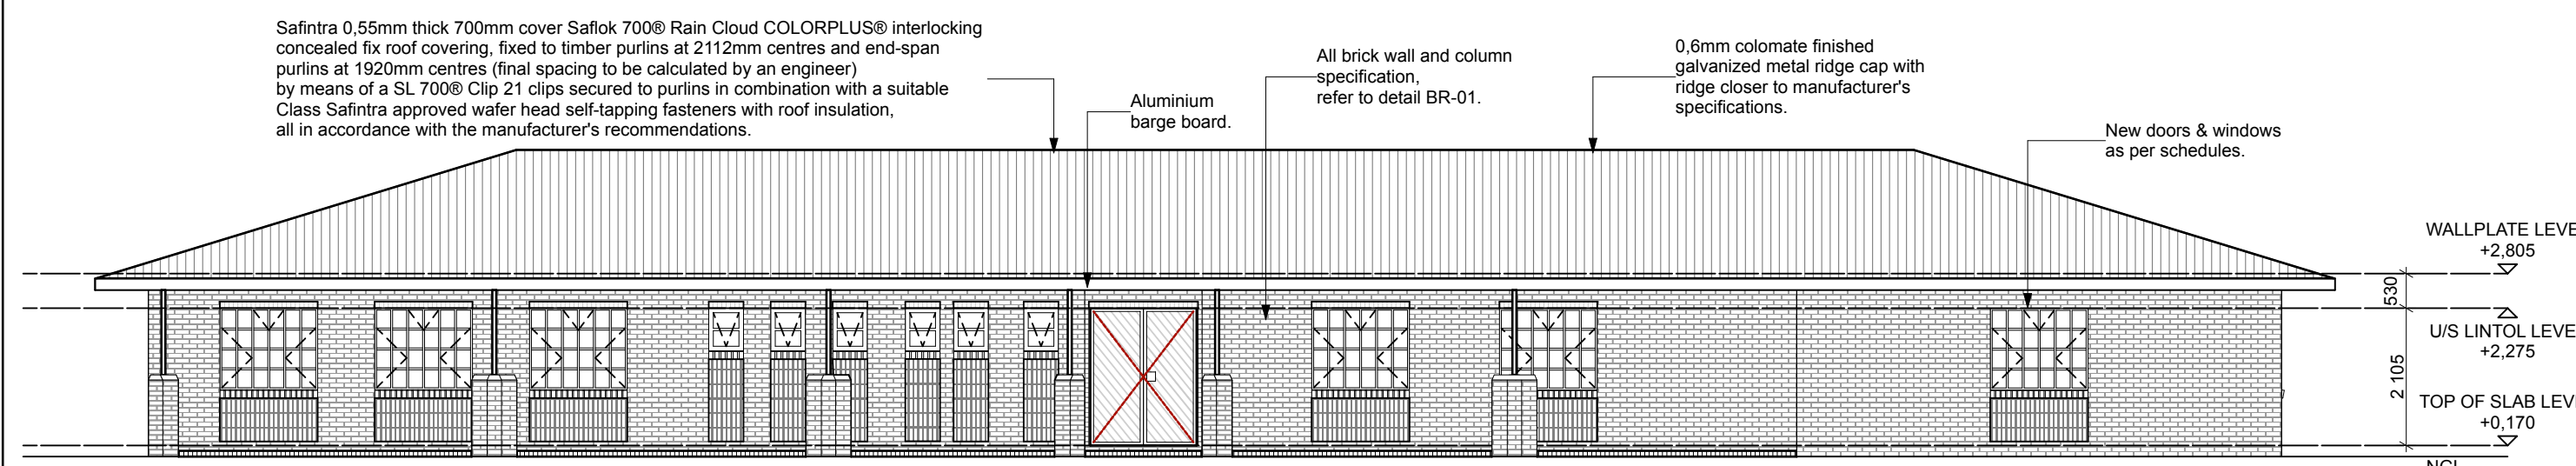 Safintra 0,55mm thick 700mm cover Saflok 700® Rain Cloud COLORPLUS® interlocking
concealed fix roof covering, fixed to timber purlins at 2112mm centres and end-span
purlins at 1920mm centres (final spacing to be calculated by an engineer)
by means of a SL 700® Clip 21 clips secured to purlins in combination with a suitable
Class Safintra approved wafer head self-tapping fasteners with roof insulation,
all in accordance with the manufacturer's recommendations.
Aluminium
barge board.
All brick wall and column
specification,
refer to detail BR-01.
0,6mm colomate finished
galvanized metal ridge cap with
ridge closer to manufacturer's
specifications.
New doors & windows
as per schedules.
WALLPLATE LEVE
+2,805
530
U/S LINTOL LEVE
+2,275
2 105
TOP OF SLAB LEVE
+0,170